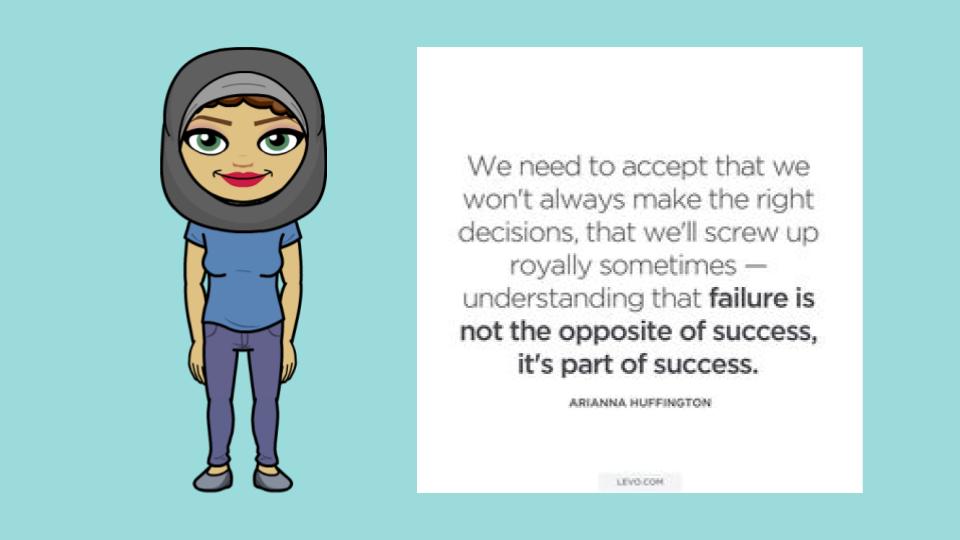 We need to accept that we
won't always make the right
decisions, that we'll screw up
royally sometimes —
understanding that failure is
not the opposite of success,
it's part of success.
ARIANNA HUFFINGTON
LEVO.COM